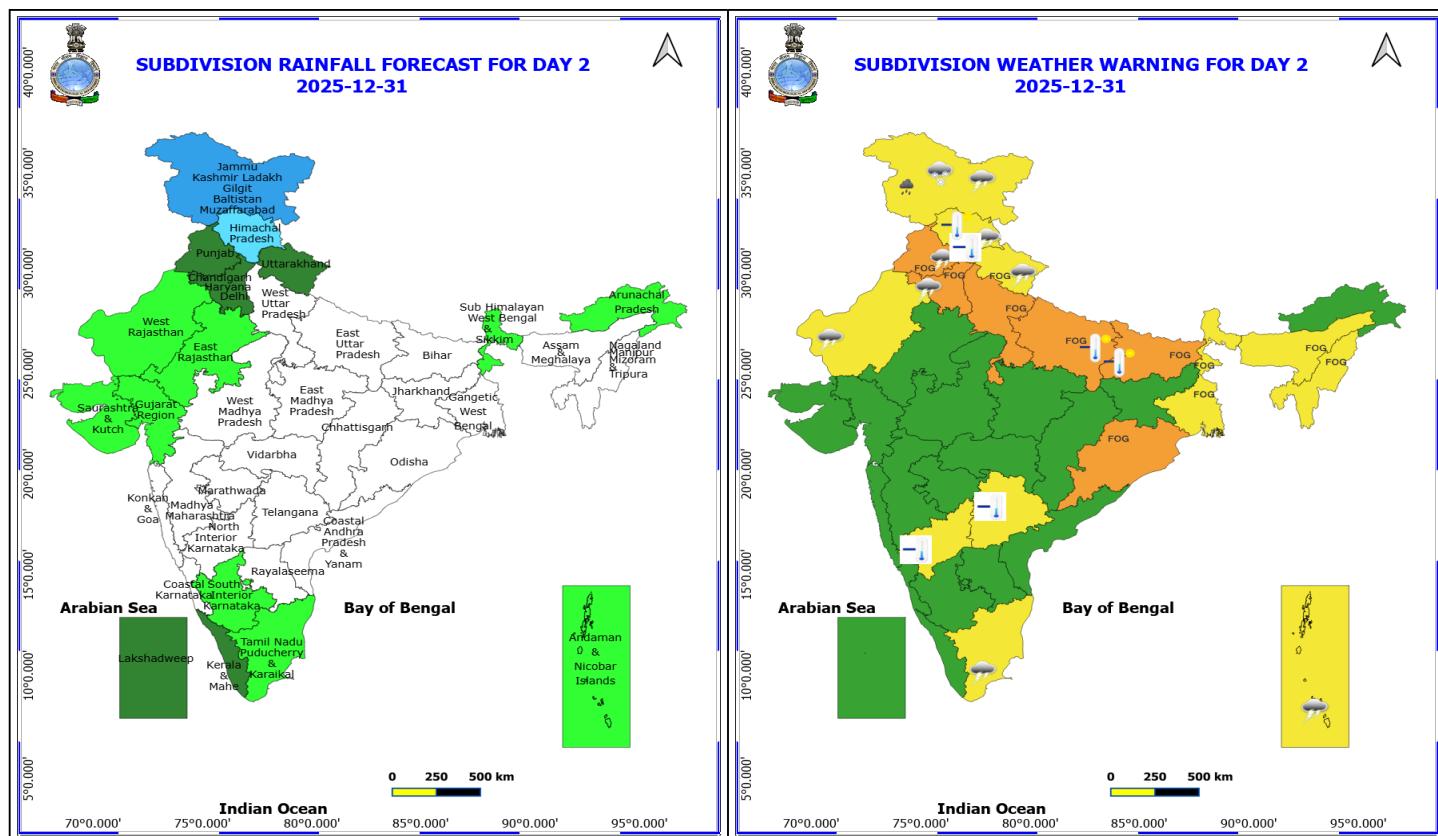 SUBDIVISION RAINFALL FORECAST FOR DAY 2
2025-12-31
40°0.000'
35°0.000'
30°0.000'
25°0.000'
20°0.000'
15°0.000'
10°0.000'
5°0.000'
Jammu
Kashmir Ladakh
Gilgit
Baltistan
Muzaffarabad
Himachal
Pradesh
Punjab
Uttarakhand
Chandigarh
Haryana
Delhi
West
Uttar
Pradesh
West
Rajasthan
East
Rajasthan
East
Uttar
Pradesh
Bihar
Sub Himalayan
West Bengal
&
Sikkim
Arunachal
Pradesh
Assam
&
Meghalaya
Nagaland
Manipur
Mizoram
&
Tripura
Saurashtra
&
Kutch
Gujarat
Region
West
Madhya
Pradesh
East
Madhya
Pradesh
Jharkhand
Gangetic
West
Bengal
Chhattisgarh
Vidarbha
Odisha
Konkan
&
Goa
Madhya
Maharashtra
Marathwada
Telangana
North
Interior
Karnataka
Coastal
Andhra
Pradesh
&
Yanam
Rayalaseema
Coastal
Karnataka
South
Interior
Karnataka
Arabian Sea
Bay of Bengal
Lakshadweep
Kerala
&
Mahe
Tamil Nadu
Puducherry
&
Karaikal
Andaman
&
Nicobar
Islands
0 250 500 km
Indian Ocean
70°0.000' 75°0.000' 80°0.000' 85°0.000' 90°0.000' 95°0.000'
SUBDIVISION WEATHER WARNING FOR DAY 2
2025-12-31
40°0.000'
35°0.000'
30°0.000'
25°0.000'
20°0.000'
15°0.000'
10°0.000'
5°0.000'
FOG
FOG
FOG
FOG
FOG
FOG
FOG
FOG
FOG
FOG
FOG
Arabian Sea
Bay of Bengal
0 250 500 km
Indian Ocean
70°0.000' 75°0.000' 80°0.000' 85°0.000' 90°0.000' 95°0.000'